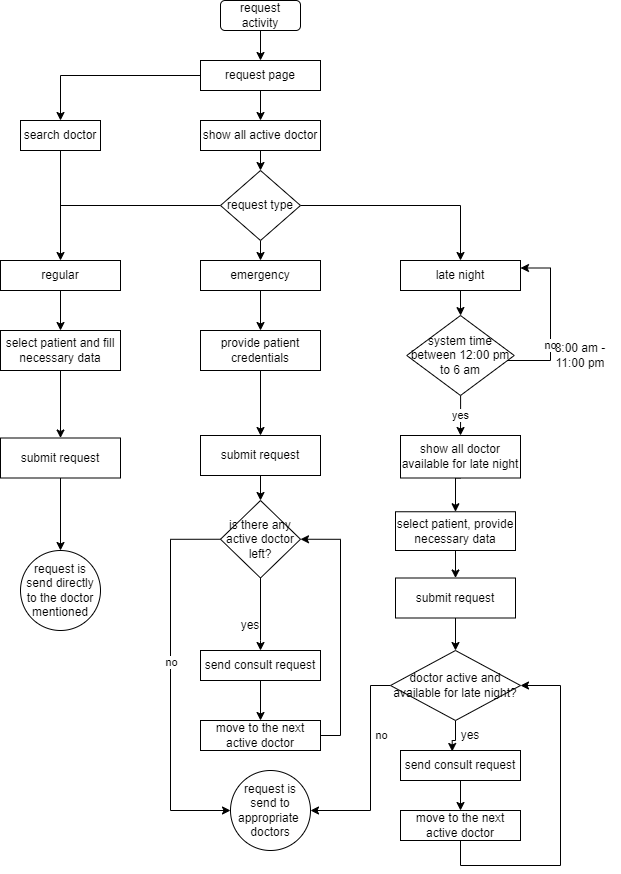 request
activity
request page
search doctor
show all active doctor
request type
regular
emergency
late night
select patient and fill
necessary data
provide patient
credentials
system time
between 12:00 pm
to 6 am
no
8:00 am -
11:00 pm
yes
submit request
submit request
show all doctor
available for late night
is there any
active doctor
left?
select patient, provide
necessary data
request is
send directly
to the doctor
mentioned
submit request
yes
no
send consult request
doctor active and
available for late night?
move to the next
active doctor
no
yes
send consult request
request is
send to
appropriate
doctors
move to the next
active doctor